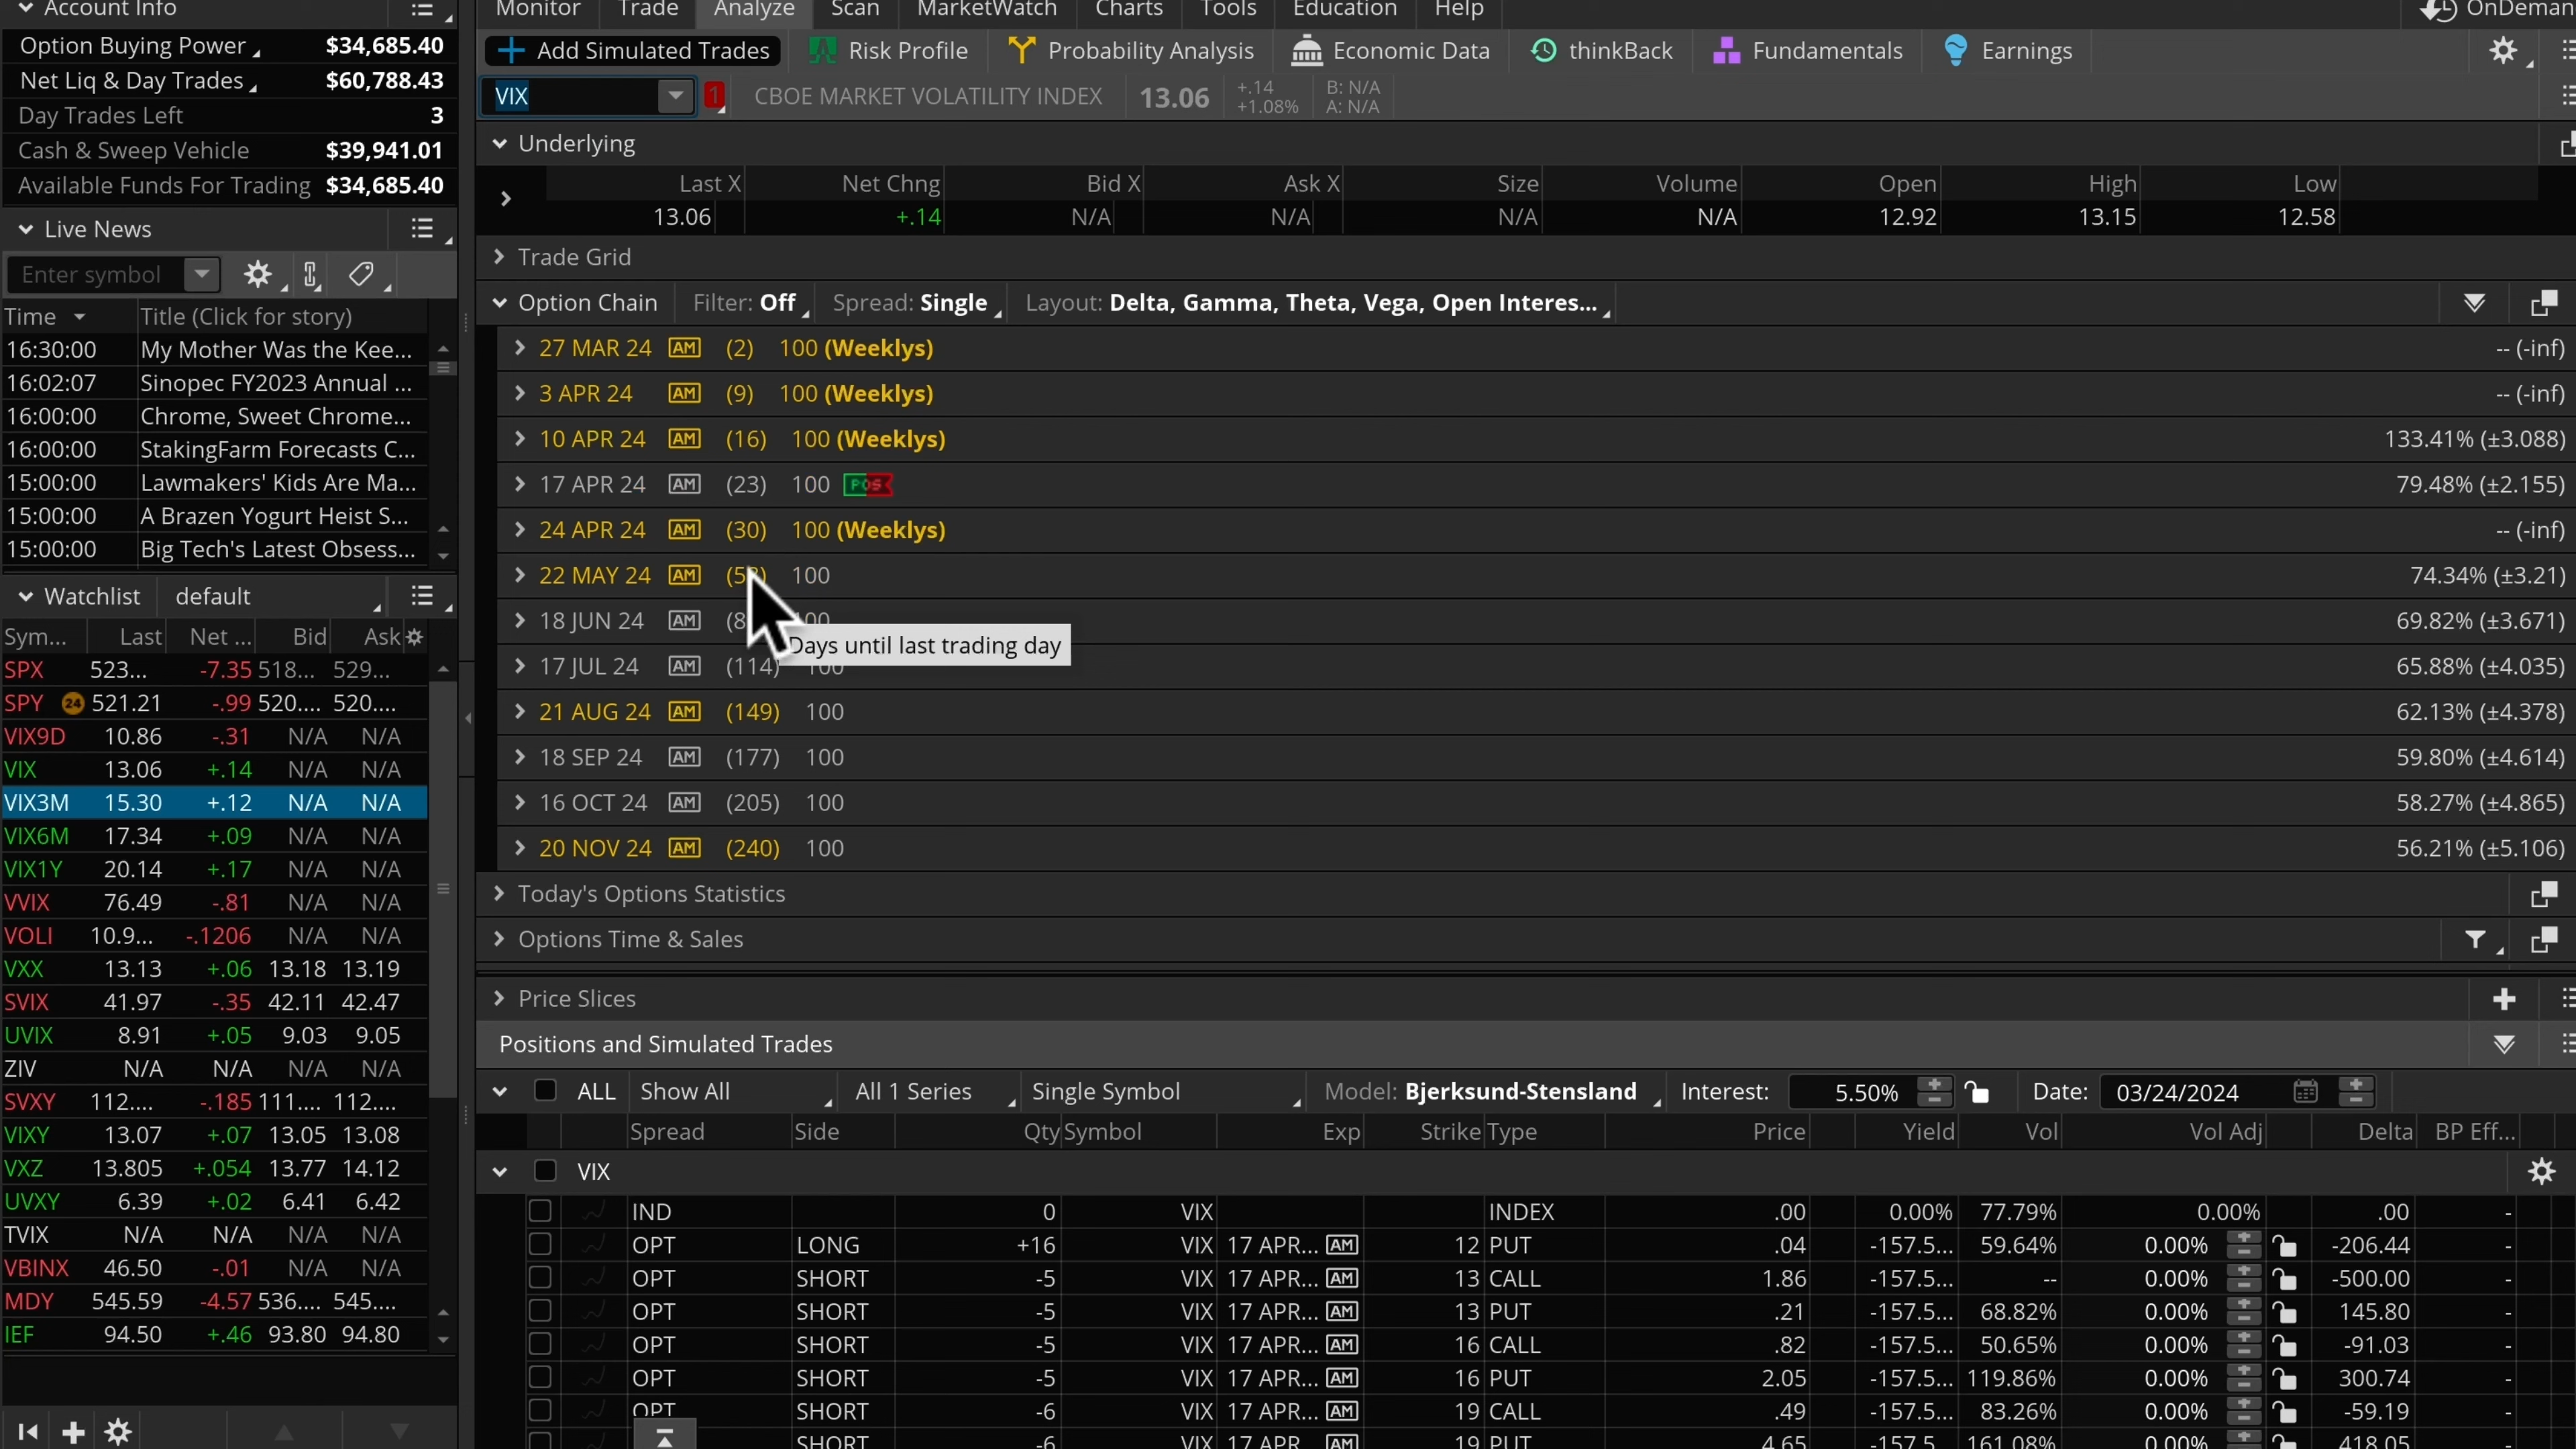 Account Info
Option Buying Power $34,685.40
Net Liq & Day Trades $60,788.43
Day Trades Left 3
Cash & Sweep Vehicle $39,941.01
Available Funds For Trading $34,685.40
Live News
Enter symbol
Time Title (Click for story)
16:30:00 My Mother Was the Kee...
16:02:07 Sinopec FY2023 Annual ...
16:00:00 Chrome, Sweet Chrome...
16:00:00 StakingFarm Forecasts C...
15:00:00 Lawmakers' Kids Are Ma...
15:00:00 A Brazen Yogurt Heist S...
15:00:00 Big Tech's Latest Obsess...
Watchlist default
Sym... Last Net ... Bid Ask
SPX 523... -7.35 518... 529...
SPY 24 521.21 -.99 520.... 520....
VIX9D 10.86 -.31 N/A N/A
VIX 13.06 +.14 N/A N/A
VIX3M 15.30 +.12 N/A N/A
VIX6M 17.34 +.09 N/A N/A
VIX1Y 20.14 +.17 N/A N/A
VVIX 76.49 -.81 N/A N/A
VOLI 10.9... -.1206 N/A N/A
VXX 13.13 +.06 13.18 13.19
SVIX 41.97 -.35 42.11 42.47
UVIX 8.91 +.05 9.03 9.05
ZIV N/A N/A N/A N/A
SVXY 112.... -.185 111.... 112....
VIXY 13.07 +.07 13.05 13.08
VXZ 13.805 +.054 13.77 14.12
UVXY 6.39 +.02 6.41 6.42
TVIX N/A N/A N/A N/A
VBINX 46.50 -.01 N/A N/A
MDY 545.59 -4.57 536.... 545....
IEF 94.50 +.46 93.80 94.80
Monitor Trade Analyze Scan MarketWatch Charts Tools Education Help OnDeman
Add Simulated Trades Risk Profile Probability Analysis Economic Data thinkBack Fundamentals Earnings
VIX 1 CBOE MARKET VOLATILITY INDEX 13.06 +.14 +1.08% B: N/A A: N/A
Underlying
Last X Net Chng Bid X Ask X Size Volume Open High Low
13.06 +.14 N/A N/A N/A N/A 12.92 13.15 12.58
Trade Grid
Option Chain Filter: Off Spread: Single Layout: Delta, Gamma, Theta, Vega, Open Interes...
27 MAR 24 AM (2) 100 (Weeklys) -- (-inf)
3 APR 24 AM (9) 100 (Weeklys) -- (-inf)
10 APR 24 AM (16) 100 (Weeklys) 133.41% (±3.088)
17 APR 24 AM (23) 100 POS 79.48% (±2.155)
24 APR 24 AM (30) 100 (Weeklys) -- (-inf)
22 MAY 24 AM 100 74.34% (±3.21)
18 JUN 24 AM 69.82% (±3.671)
Days until last trading day
17 JUL 24 AM (114) 100 65.88% (±4.035)
21 AUG 24 AM (149) 100 62.13% (±4.378)
18 SEP 24 AM (177) 100 59.80% (±4.614)
16 OCT 24 AM (205) 100 58.27% (±4.865)
20 NOV 24 AM (240) 100 56.21% (±5.106)
Today's Options Statistics
Options Time & Sales
Price Slices
Positions and Simulated Trades
ALL Show All All 1 Series Single Symbol Model: Bjerksund-Stensland Interest: 5.50% Date: 03/24/2024
Spread Side Qty Symbol Exp Strike Type Price Yield Vol Vol Adj Delta BP Eff...
VIX
IND 0 VIX INDEX .00 0.00% 77.79% 0.00% .00 -
OPT LONG +16 VIX 17 APR... AM 12 PUT .04 -157.5... 59.64% 0.00% -206.44 -
OPT SHORT -5 VIX 17 APR... AM 13 CALL 1.86 -157.5... -- 0.00% -500.00 -
OPT SHORT -5 VIX 17 APR... AM 13 PUT .21 -157.5... 68.82% 0.00% 145.80 -
OPT SHORT -5 VIX 17 APR... AM 16 CALL .82 -157.5... 50.65% 0.00% -91.03 -
OPT SHORT -5 VIX 17 APR... AM 16 PUT 2.05 -157.5... 119.86% 0.00% 300.74 -
OPT SHORT -6 VIX 17 APR... AM 19 CALL .49 -157.5... 83.26% 0.00% -59.19 -
SHORT -6 VIX 17 APR... AM 19 PUT 4.65 -157.5... 161.08% 0.00% 418.05 -